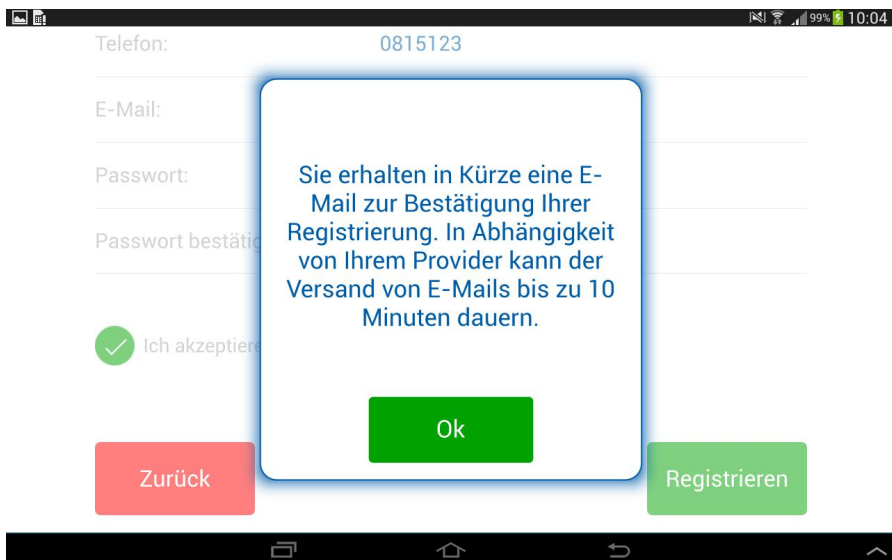 99% 10:04
Telefon: 0815123
E-Mail:
Passwort:
Passwort bestätig
Sie erhalten in Kürze eine E-
Mail zur Bestätigung Ihrer
Registrierung. In Abhängigkeit
von Ihrem Provider kann der
Versand von E-Mails bis zu 10
Minuten dauern.
Ich akzeptiere
Ok
Zurück
Registrieren